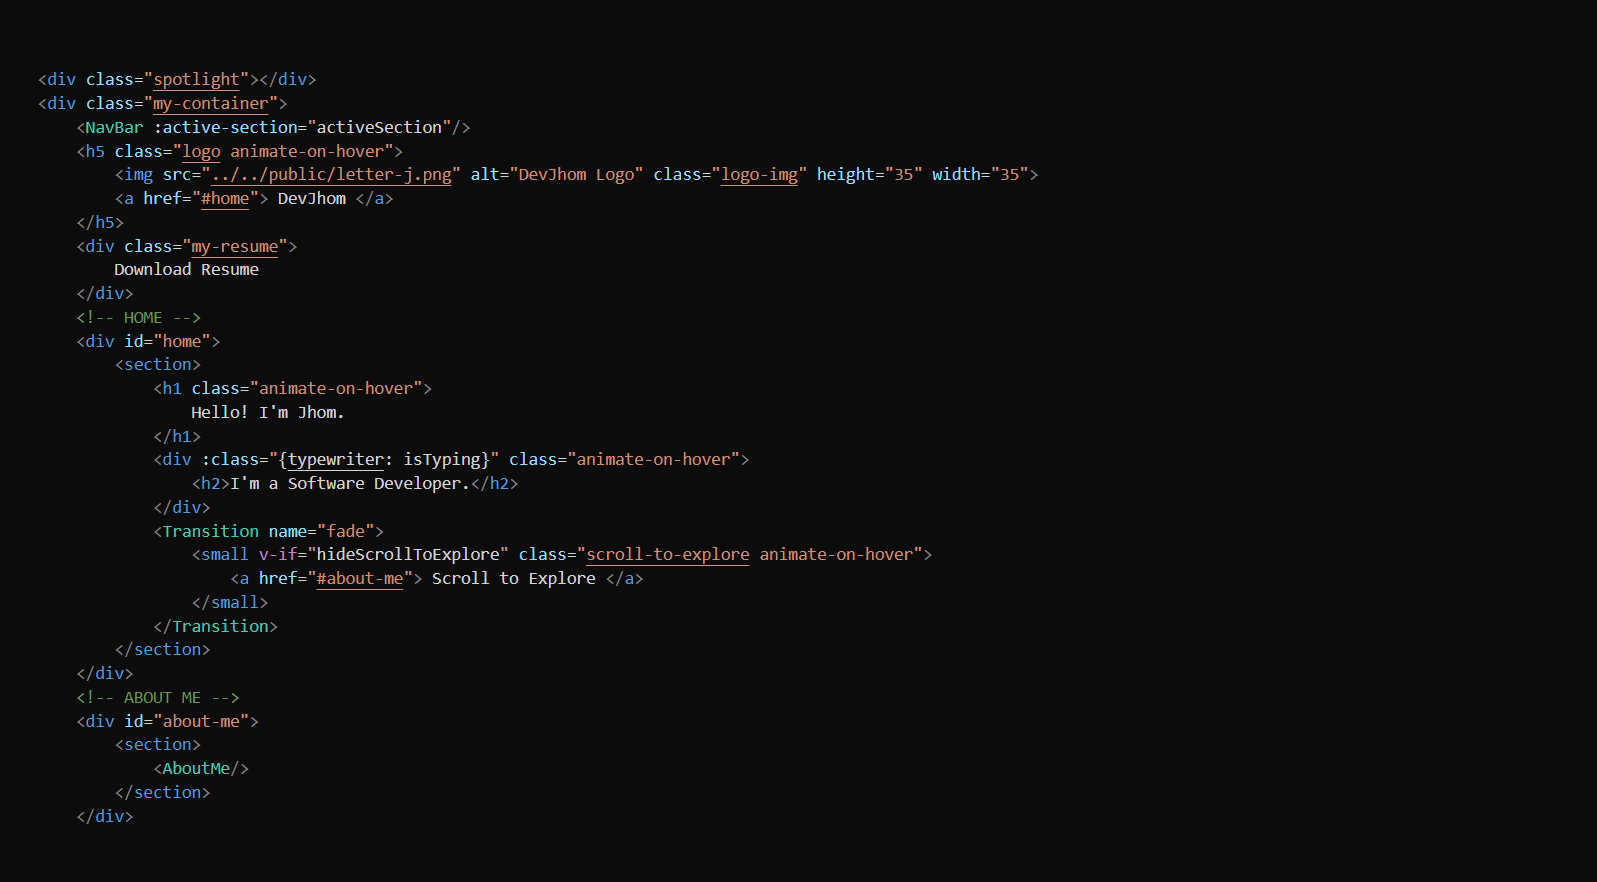 <div class="spotlight"></div>
<div class="my-container">
    <NavBar :active-section="activeSection"/>
    <h5 class="logo animate-on-hover">
        <img src="../../public/letter-j.png" alt="DevJhom Logo" class="logo-img" height="35" width="35">
        <a href="#home"> DevJhom </a>
    </h5>
    <div class="my-resume">
        Download Resume
    </div>
    <!-- HOME -->
    <div id="home">
        <section>
            <h1 class="animate-on-hover">
                Hello! I'm Jhom.
            </h1>
            <div :class="{typewriter: isTyping}" class="animate-on-hover">
                <h2>I'm a Software Developer.</h2>
            </div>
            <Transition name="fade">
                <small v-if="hideScrollToExplore" class="scroll-to-explore animate-on-hover">
                    <a href="#about-me"> Scroll to Explore </a>
                </small>
            </Transition>
        </section>
    </div>
    <!-- ABOUT ME -->
    <div id="about-me">
        <section>
            <AboutMe/>
        </section>
    </div>